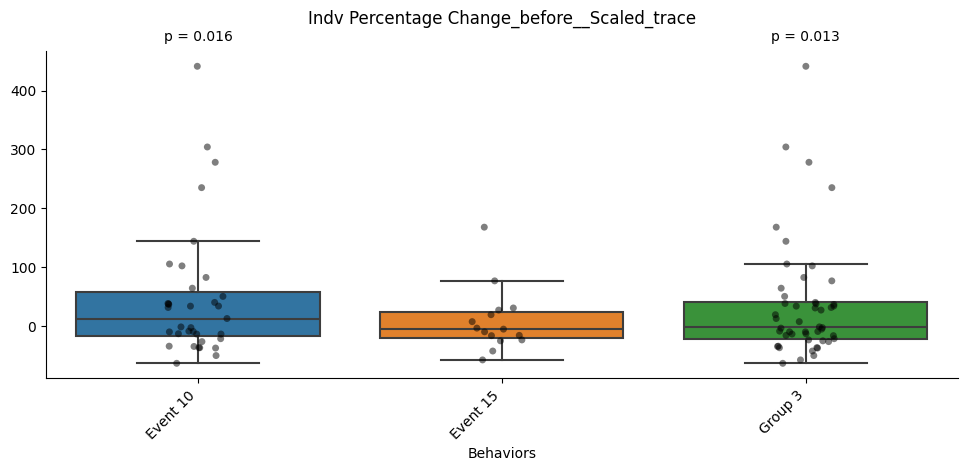 Indv Percentage Change_before__Scaled_trace
p = 0.016
p = 0.013
400
300
200
100
0
Event 10
Event 15
Group 3
Behaviors